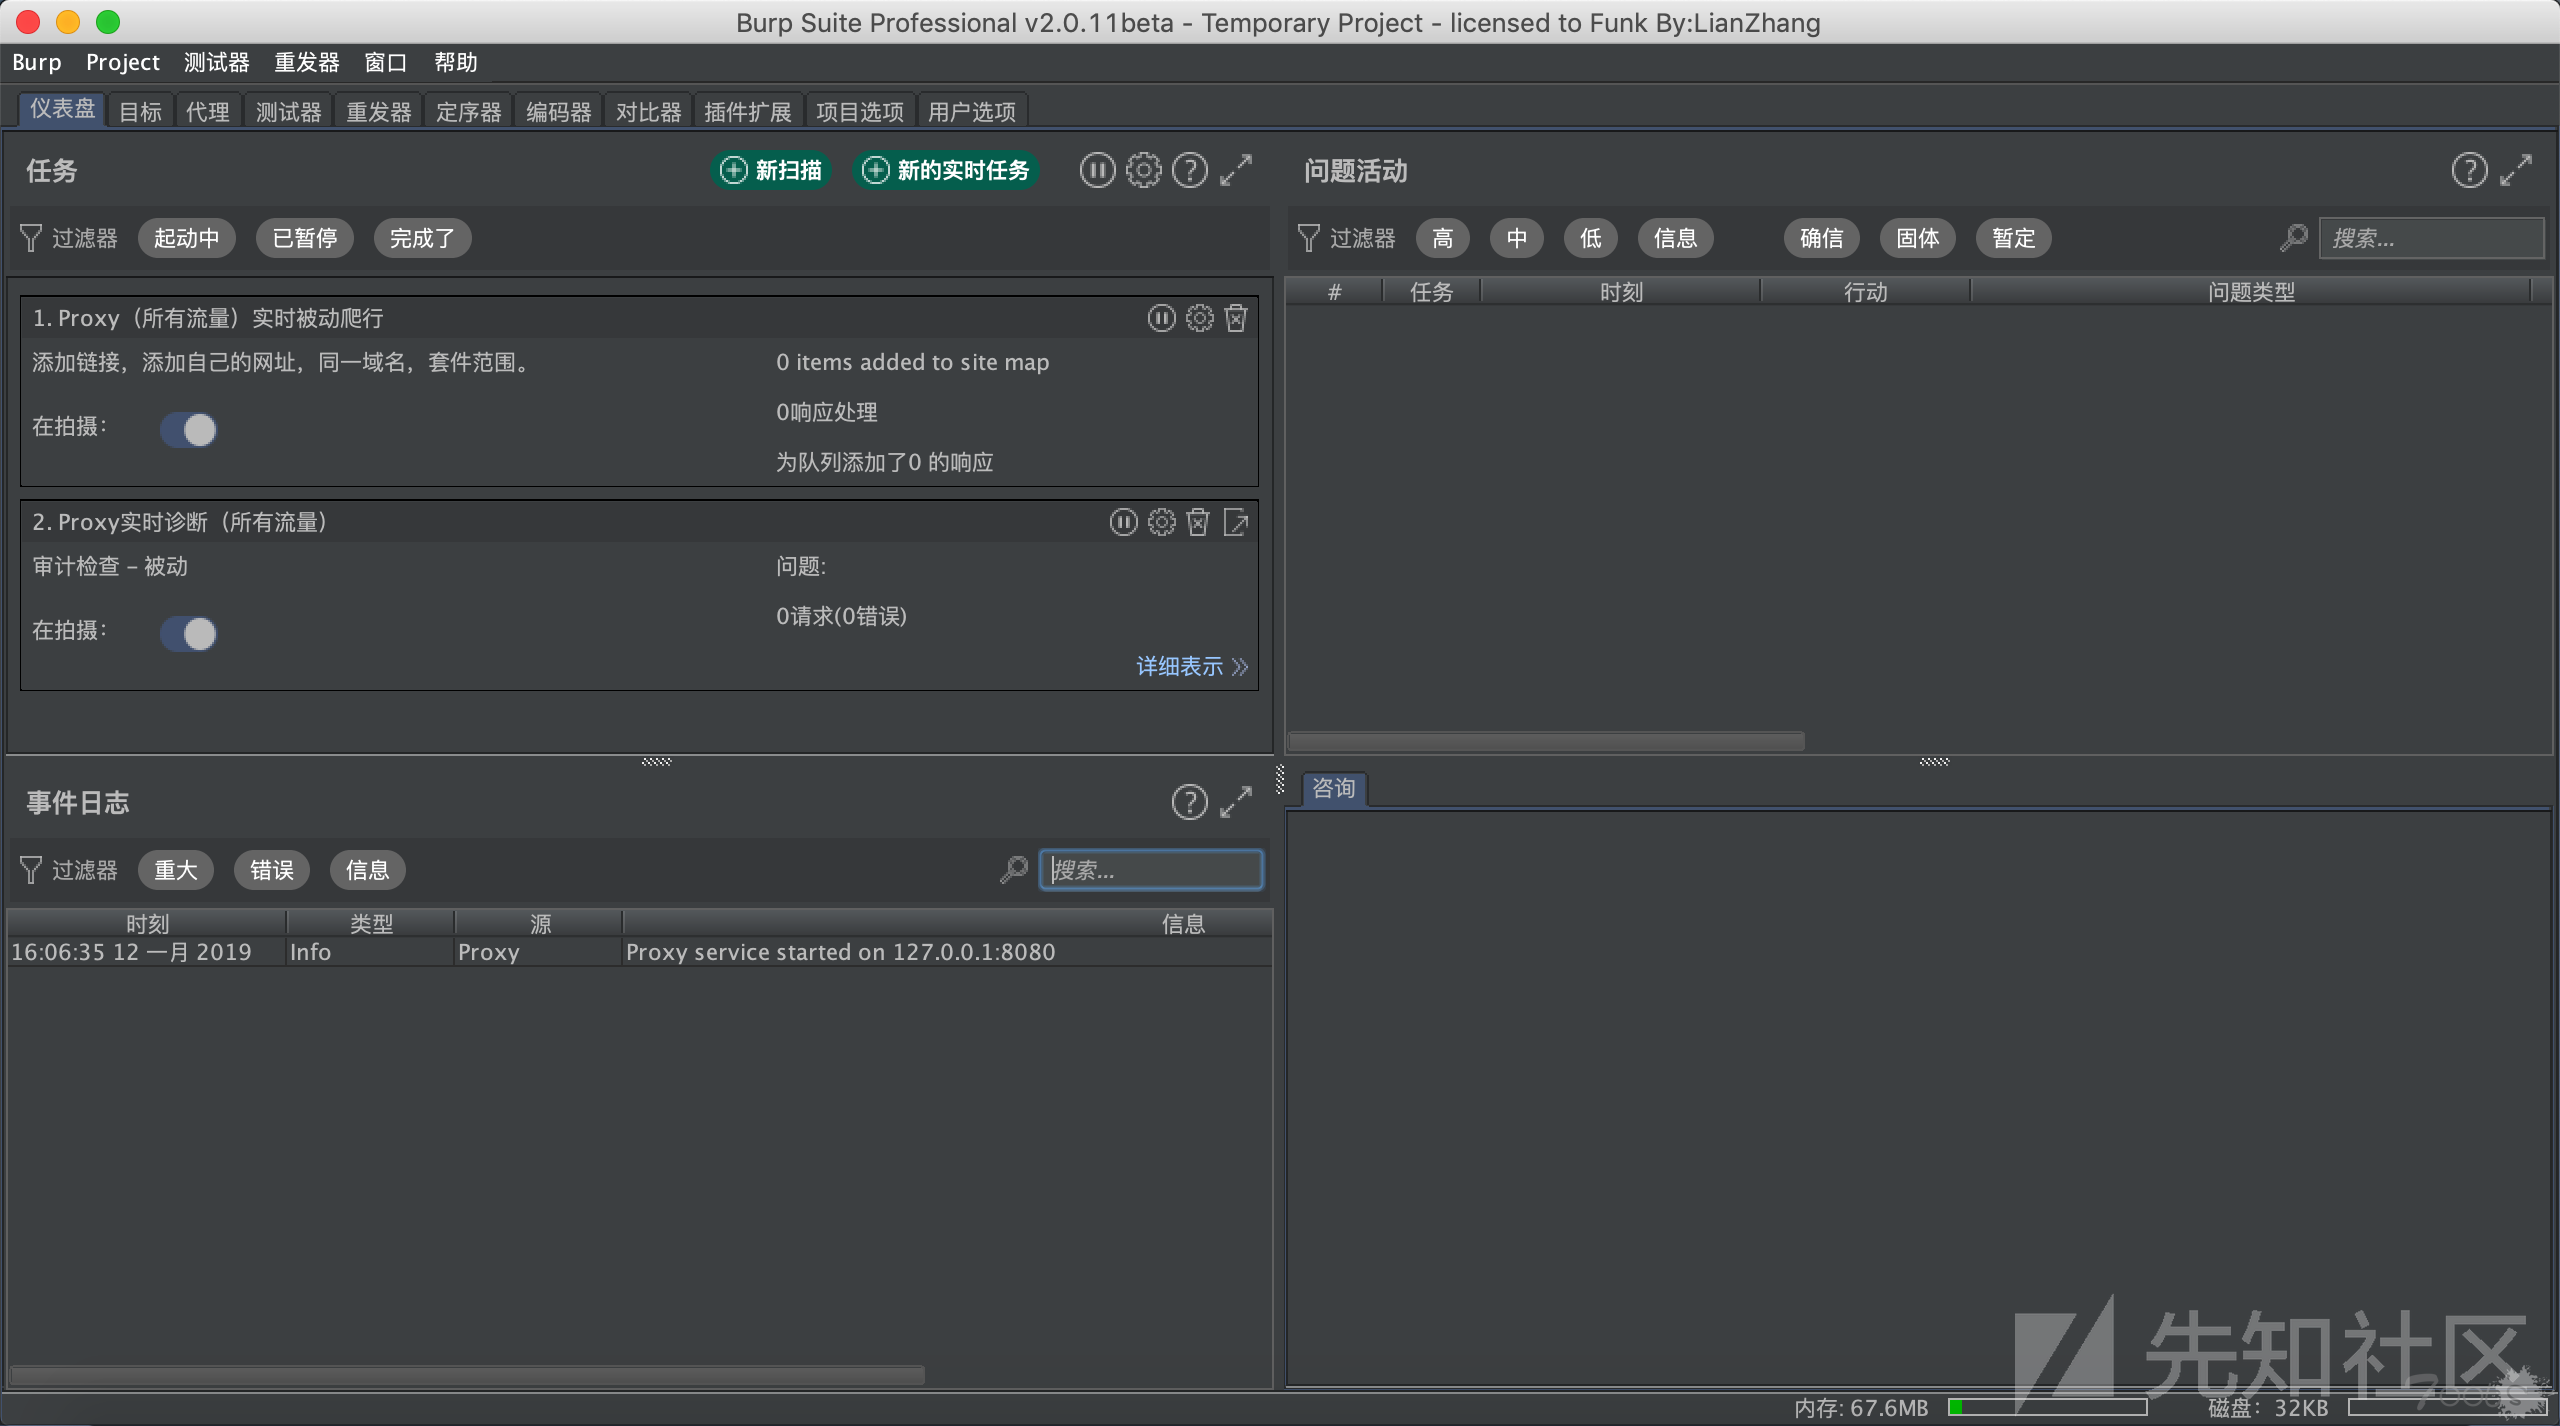 Burp Suite Professional v2.0.11beta - Temporary Project - licensed to Funk By:LianZhang
Burp Project 测试器 重发器 窗口 帮助
仪表盘 目标 代理 测试器 重发器 定序器 编码器 对比器 插件扩展 项目选项 用户选项
任务 新扫描 新的实时任务
过滤器 起动中 已暂停 完成了
1. Proxy（所有流量）实时被动爬行
添加链接，添加自己的网址，同一域名，套件范围。 0 items added to site map
0响应处理
在拍摄：
为队列添加了0 的响应
2. Proxy实时诊断（所有流量）
审计检查 – 被动 问题:
0请求(0错误)
在拍摄：
详细表示
问题活动
过滤器 高 中 低 信息 确信 固体 暂定 搜索...
# 任务 时刻 行动 问题类型
事件日志
过滤器 重大 错误 信息 搜索...
时刻 类型 源 信息
16:06:35 12 一月 2019 Info Proxy Proxy service started on 127.0.0.1:8080
咨询
先知社区
内存: 67.6MB 磁盘: 32KB